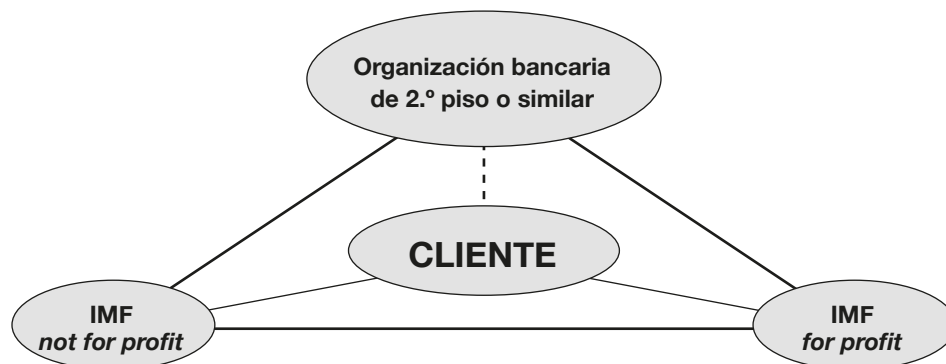 Organización bancaria
de 2.º piso o similar
CLIENTE
IMF
not for profit
IMF
for profit